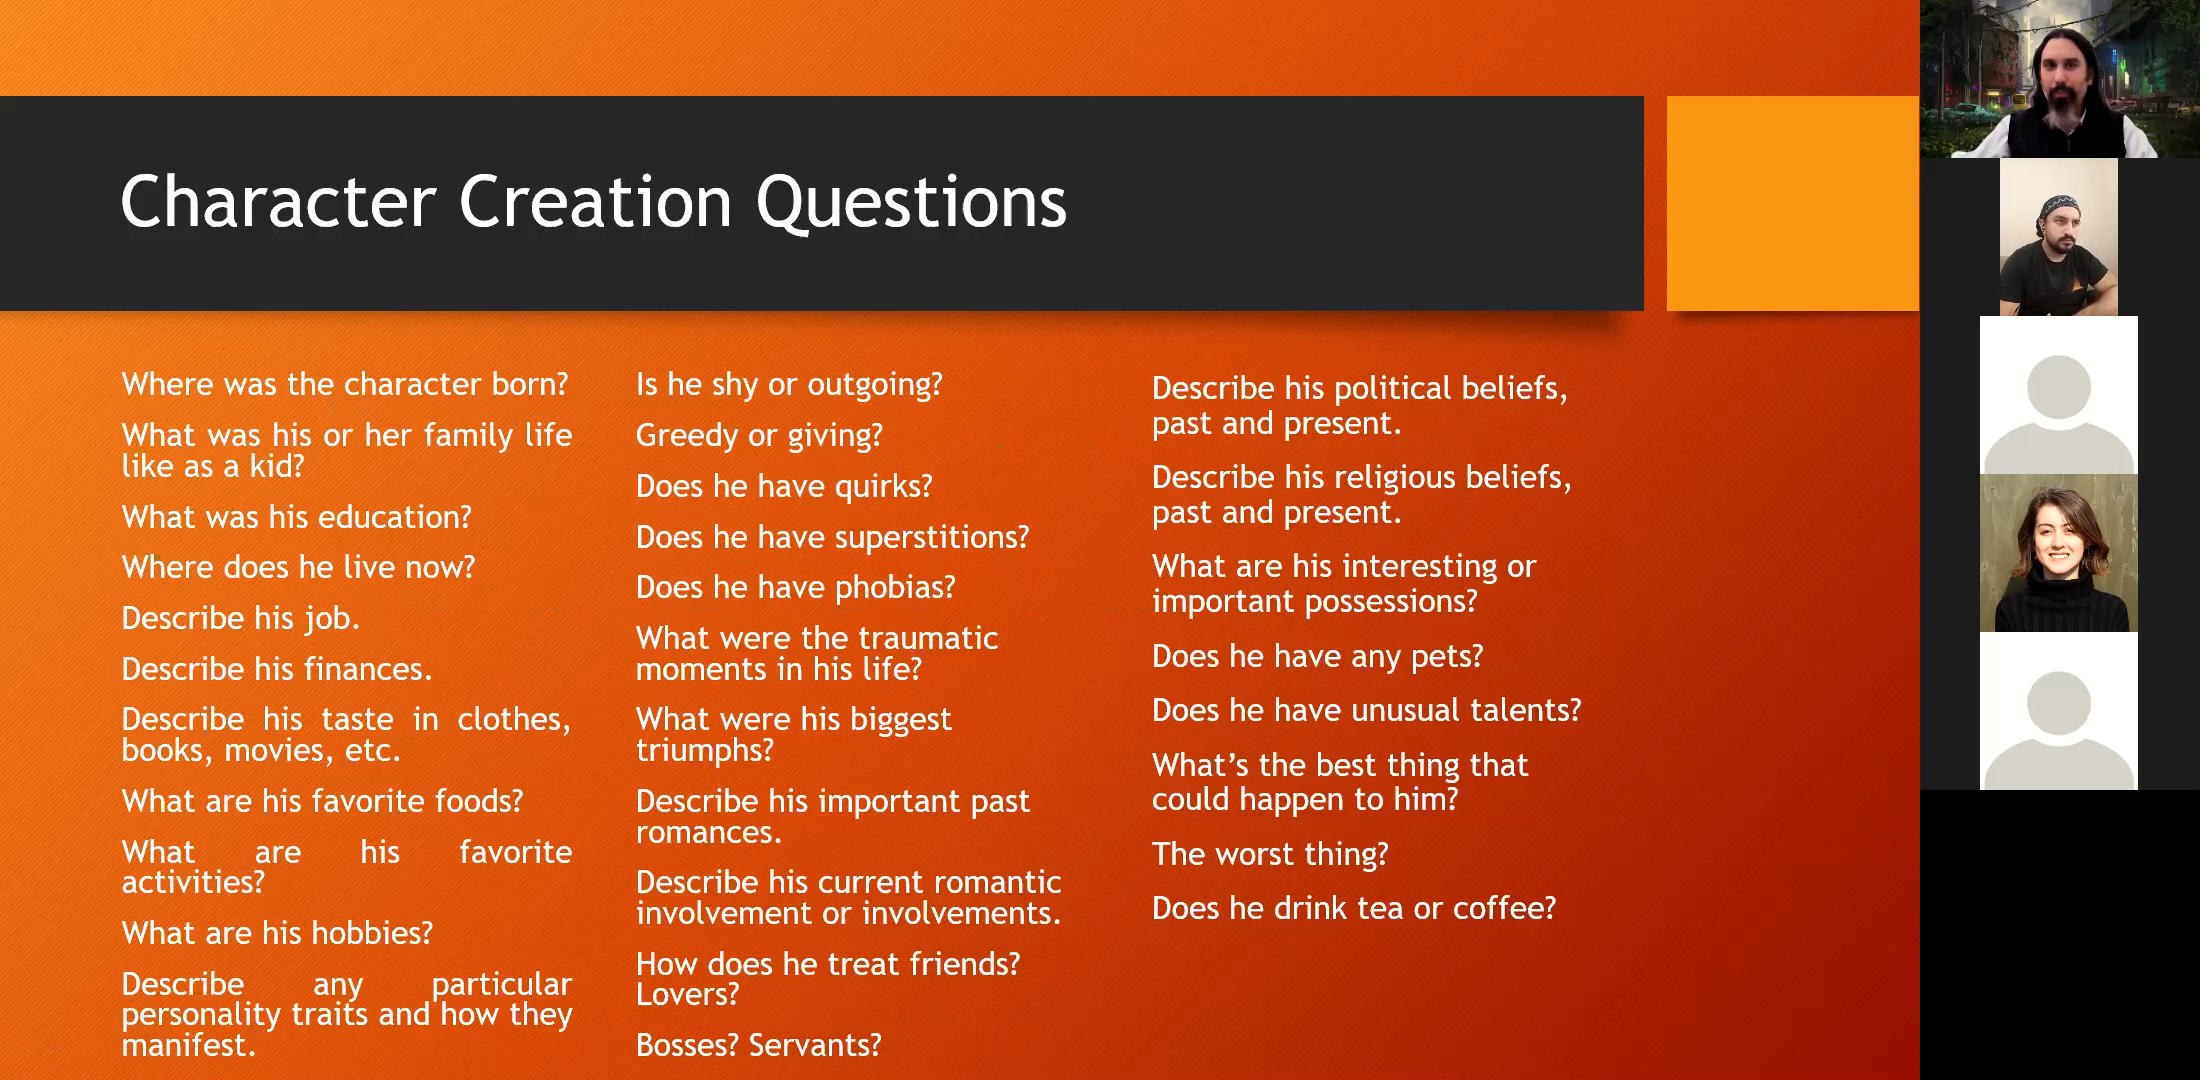 Character Creation Questions
Where was the character born?
What was his or her family life
like as a kid?
What was his education?
Where does he live now?
Describe his job.
Describe his finances.
Describe his taste in clothes,
books, movies, etc.
What are his favorite foods?
What are his favorite
activities?
What are his hobbies?
Describe any particular
personality traits and how they
manifest.
Is he shy or outgoing?
Greedy or giving?
Does he have quirks?
Does he have superstitions?
Does he have phobias?
What were the traumatic
moments in his life?
What were his biggest
triumphs?
Describe his important past
romances.
Describe his current romantic
involvement or involvements.
How does he treat friends?
Lovers?
Bosses? Servants?
Describe his political beliefs,
past and present.
Describe his religious beliefs,
past and present.
What are his interesting or
important possessions?
Does he have any pets?
Does he have unusual talents?
What’s the best thing that
could happen to him?
The worst thing?
Does he drink tea or coffee?